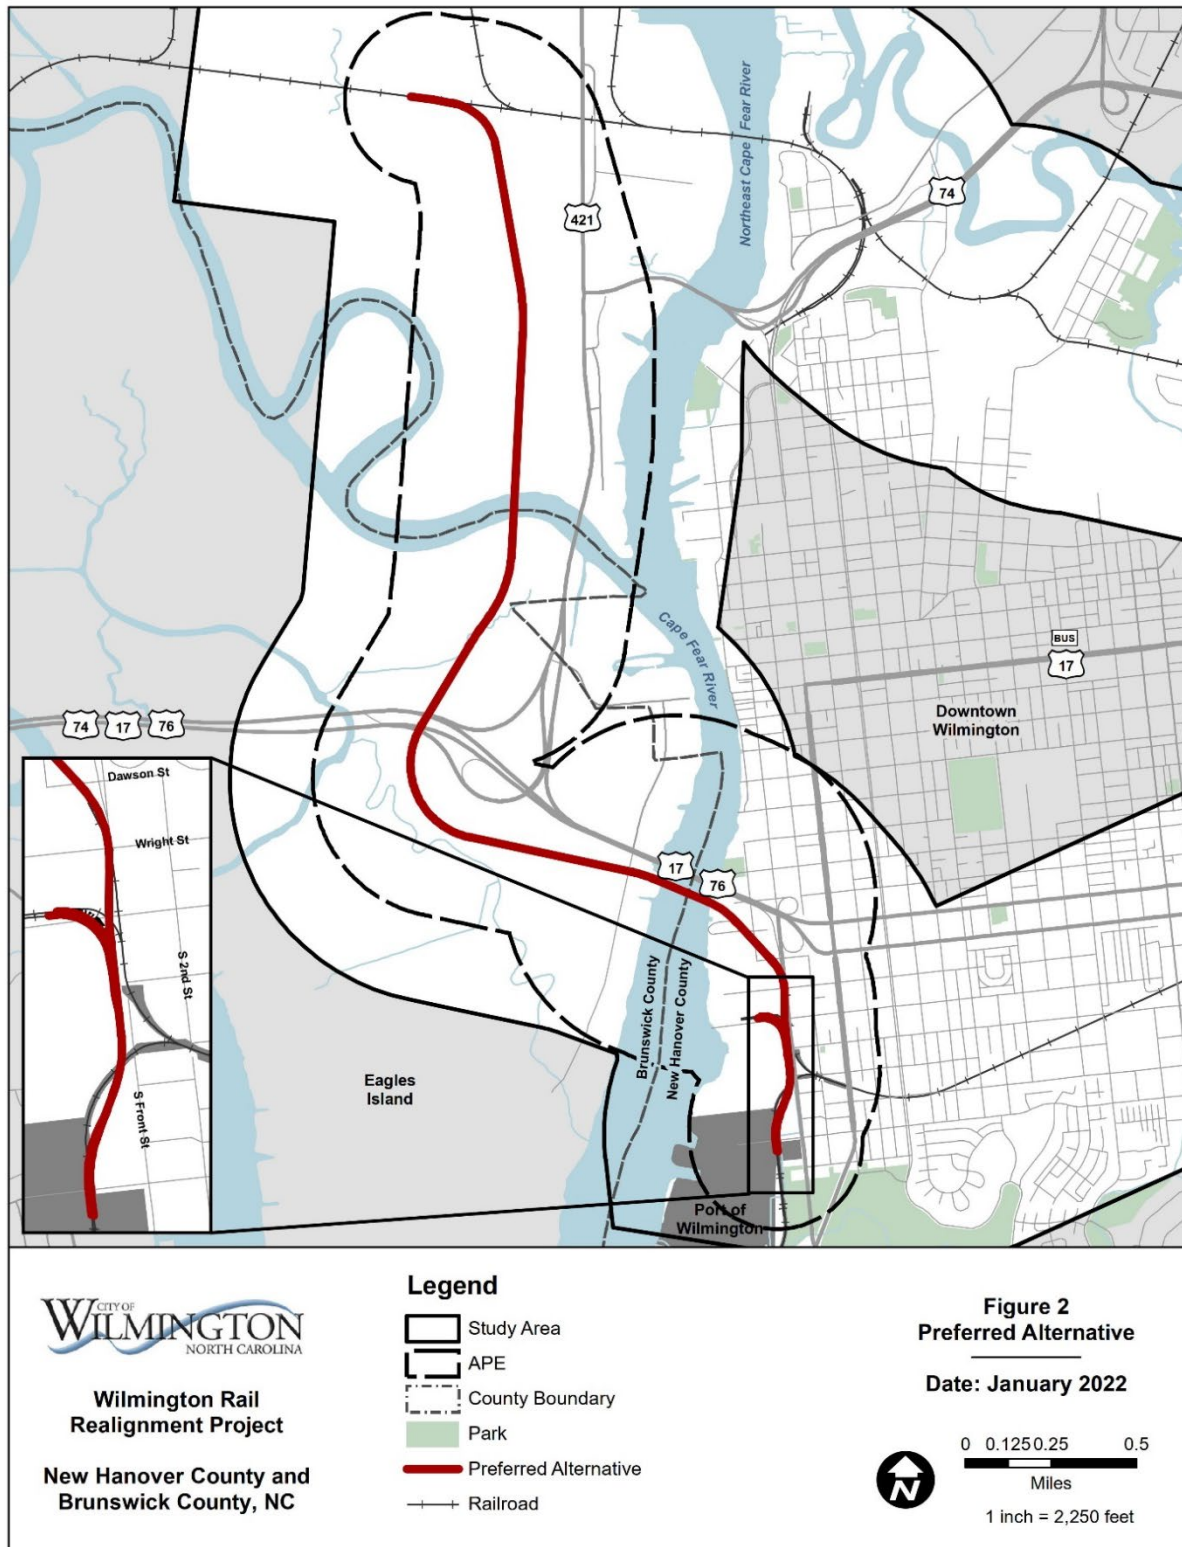 Northeast Cape Fear River
74
421
Cape Fear River
BUS
17
Downtown
Wilmington
74
17
76
Dawson St
Wright St
S 2nd St
S Front St
17
76
Brunswick County
New Hanover County
Eagles
Island
Port of
Wilmington
CITY OF
WILMINGTON
NORTH CAROLINA
Wilmington Rail
Realignment Project
New Hanover County and
Brunswick County, NC
Legend
Study Area
APE
County Boundary
Park
Preferred Alternative
Railroad
Figure 2
Preferred Alternative
Date: January 2022
N
0 0.125 0.25 0.5
Miles
1 inch = 2,250 feet